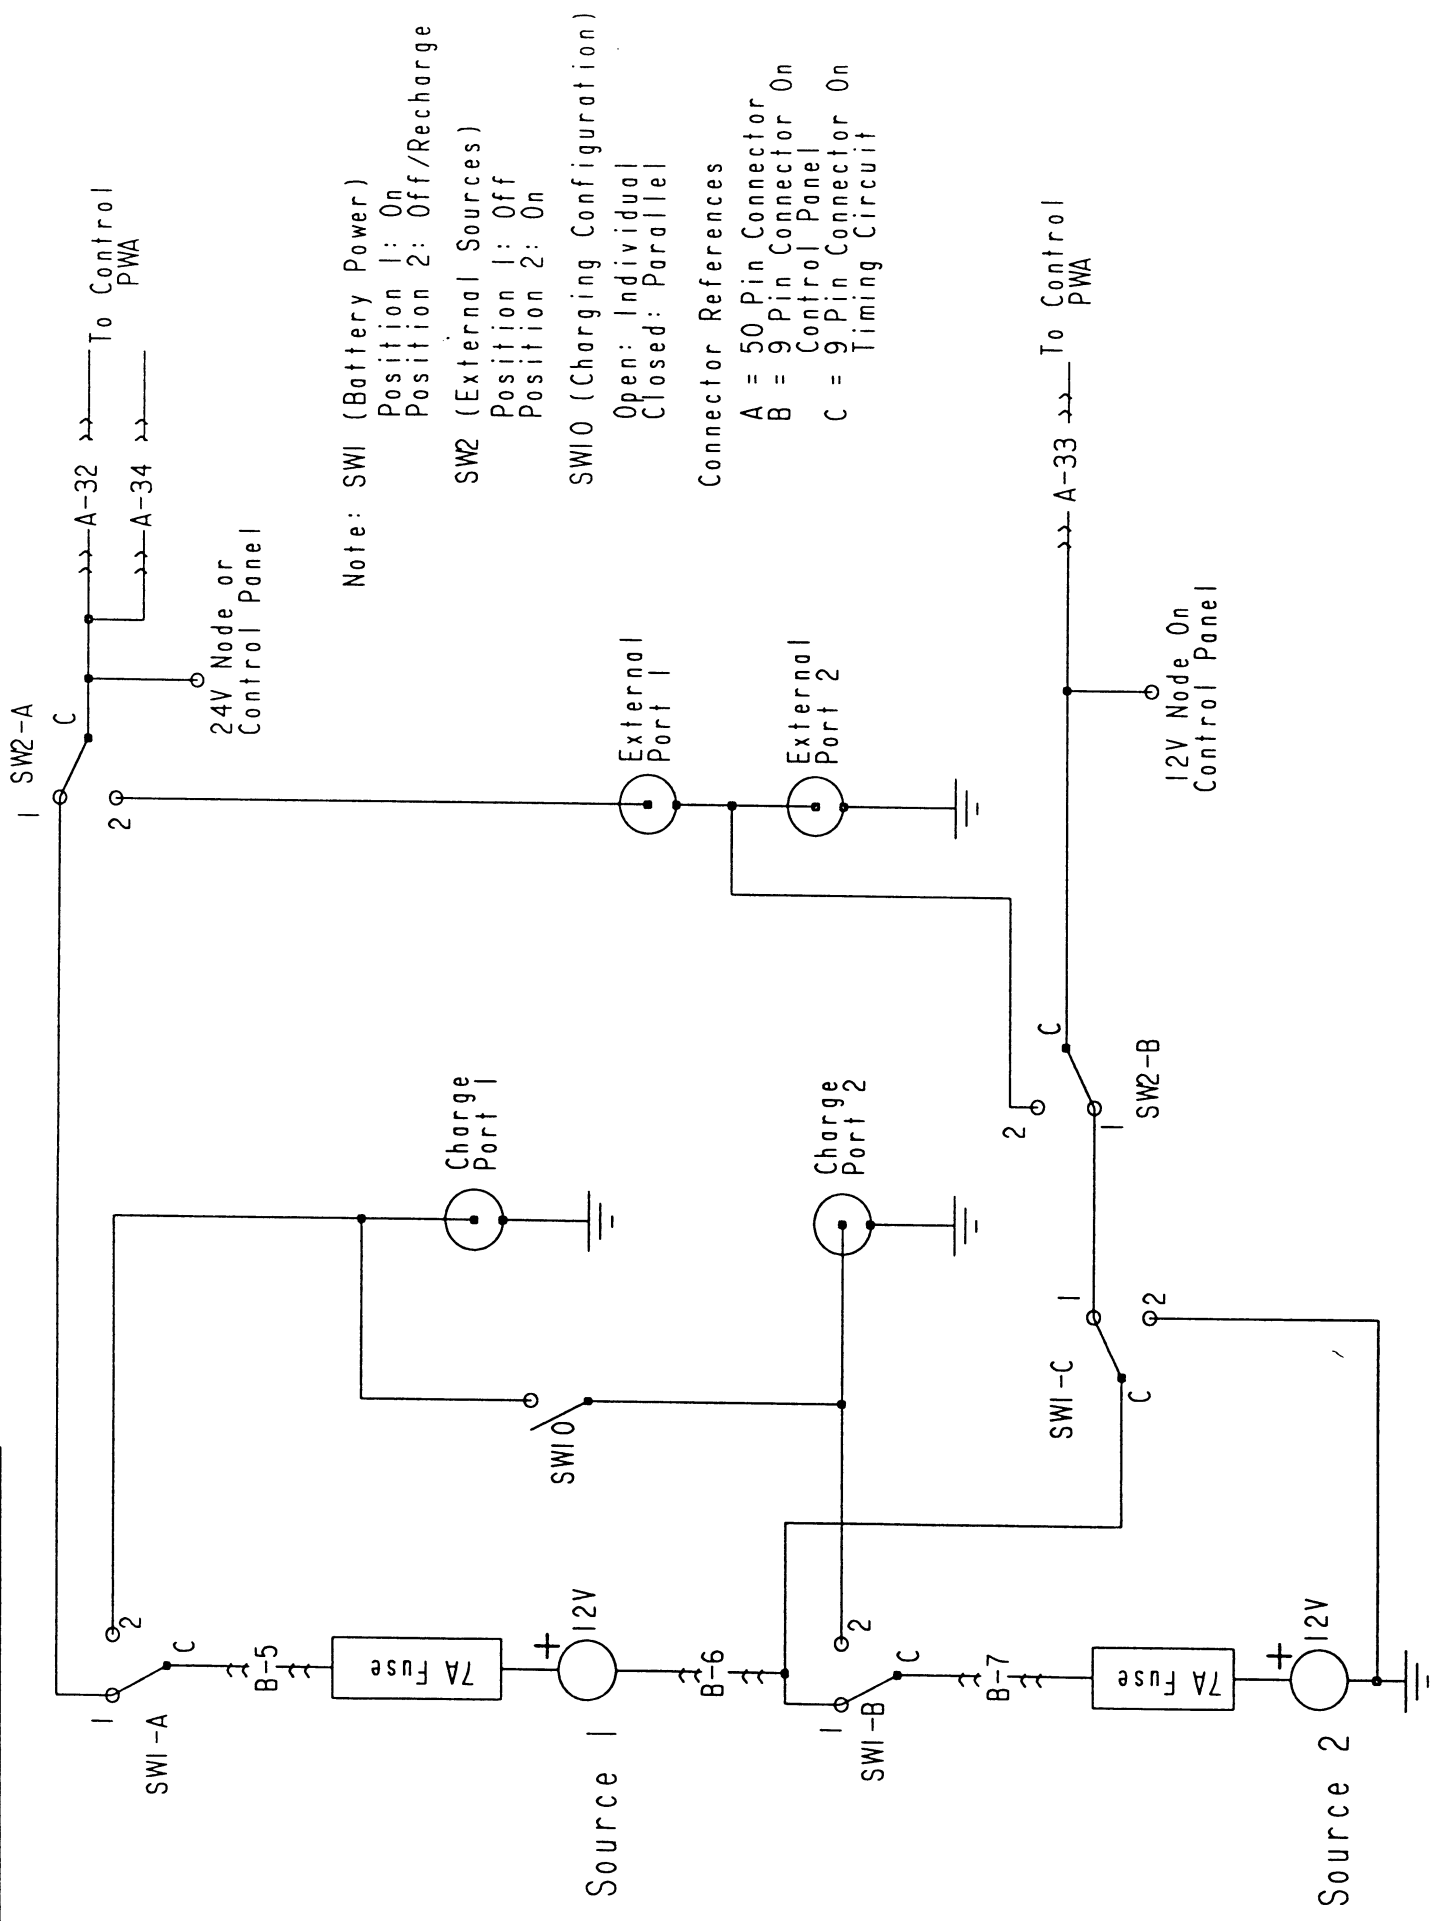 1
SW2-A
C
2
A-32
A-34
To Control
PWA
24V Node or
Control Panel
Note: SW1 (Battery Power)
Position 1: On
Position 2: Off/Recharge
SW2 (External Sources)
Position 1: Off
Position 2: On
SW10 (Charging Configuration)
Open: Individual
Closed: Parallel
Connector References
A = 50 Pin Connector
B = 9 Pin Connector On
Control Panel
C = 9 Pin Connector On
Timing Circuit
External
Port 1
External
Port 2
Charge
Port 1
Charge
Port 2
SW10
1
SW1-A
2
C
B-5
7A Fuse
+
12V
Source 1
B-6
1
SW1-B
2
C
B-7
7A Fuse
+
12V
Source 2
SW1-C
1
2
C
2
1
C
SW2-B
A-33
To Control
PWA
12V Node On
Control Panel